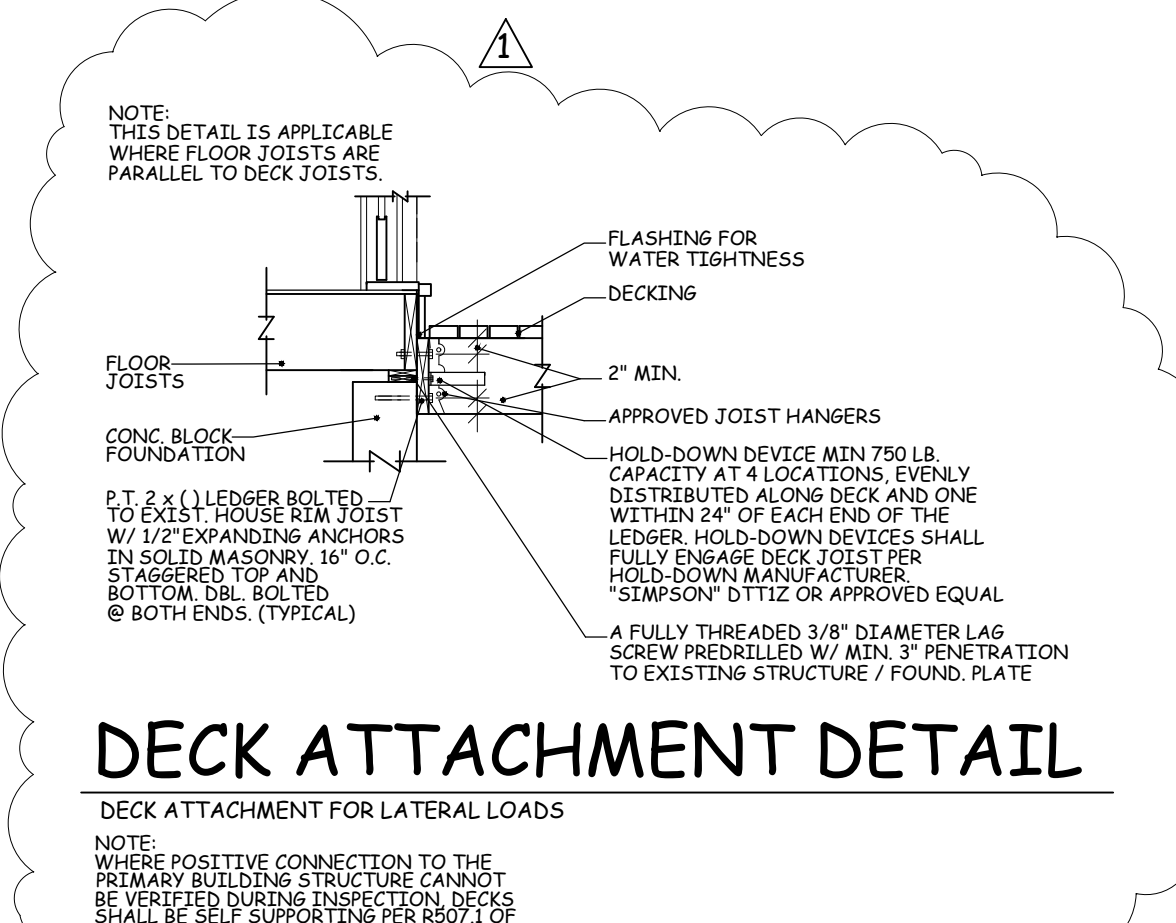 1
NOTE:
THIS DETAIL IS APPLICABLE
WHERE FLOOR JOISTS ARE
PARALLEL TO DECK JOISTS.
FLASHING FOR
WATER TIGHTNESS
DECKING
FLOOR
JOISTS
2" MIN.
APPROVED JOIST HANGERS
CONC. BLOCK
FOUNDATION
HOLD-DOWN DEVICE MIN 750 LB.
CAPACITY AT 4 LOCATIONS, EVENLY
DISTRIBUTED ALONG DECK AND ONE
WITHIN 24" OF EACH END OF THE
LEDGER. HOLD-DOWN DEVICES SHALL
FULLY ENGAGE DECK JOIST PER
HOLD-DOWN MANUFACTURER.
"SIMPSON" DTT1Z OR APPROVED EQUAL
P.T. 2 x ( ) LEDGER BOLTED
TO EXIST. HOUSE RIM JOIST
W/ 1/2"EXPANDING ANCHORS
IN SOLID MASONRY. 16" O.C.
STAGGERED TOP AND
BOTTOM. DBL. BOLTED
@ BOTH ENDS. (TYPICAL)
A FULLY THREADED 3/8" DIAMETER LAG
SCREW PREDRILLED W/ MIN. 3" PENETRATION
TO EXISTING STRUCTURE / FOUND. PLATE
DECK ATTACHMENT DETAIL
DECK ATTACHMENT FOR LATERAL LOADS
NOTE:
WHERE POSITIVE CONNECTION TO THE
PRIMARY BUILDING STRUCTURE CANNOT
BE VERIFIED DURING INSPECTION, DECKS
SHALL BE SELF SUPPORTING PER R507.1 OF